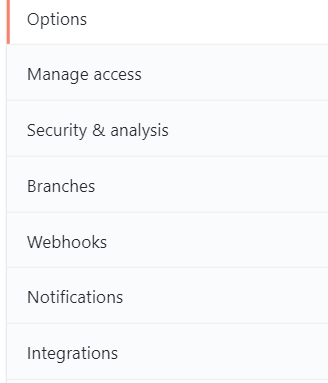 Options
Manage access
Security & analysis
Branches
Webhooks
Notifications
Integrations